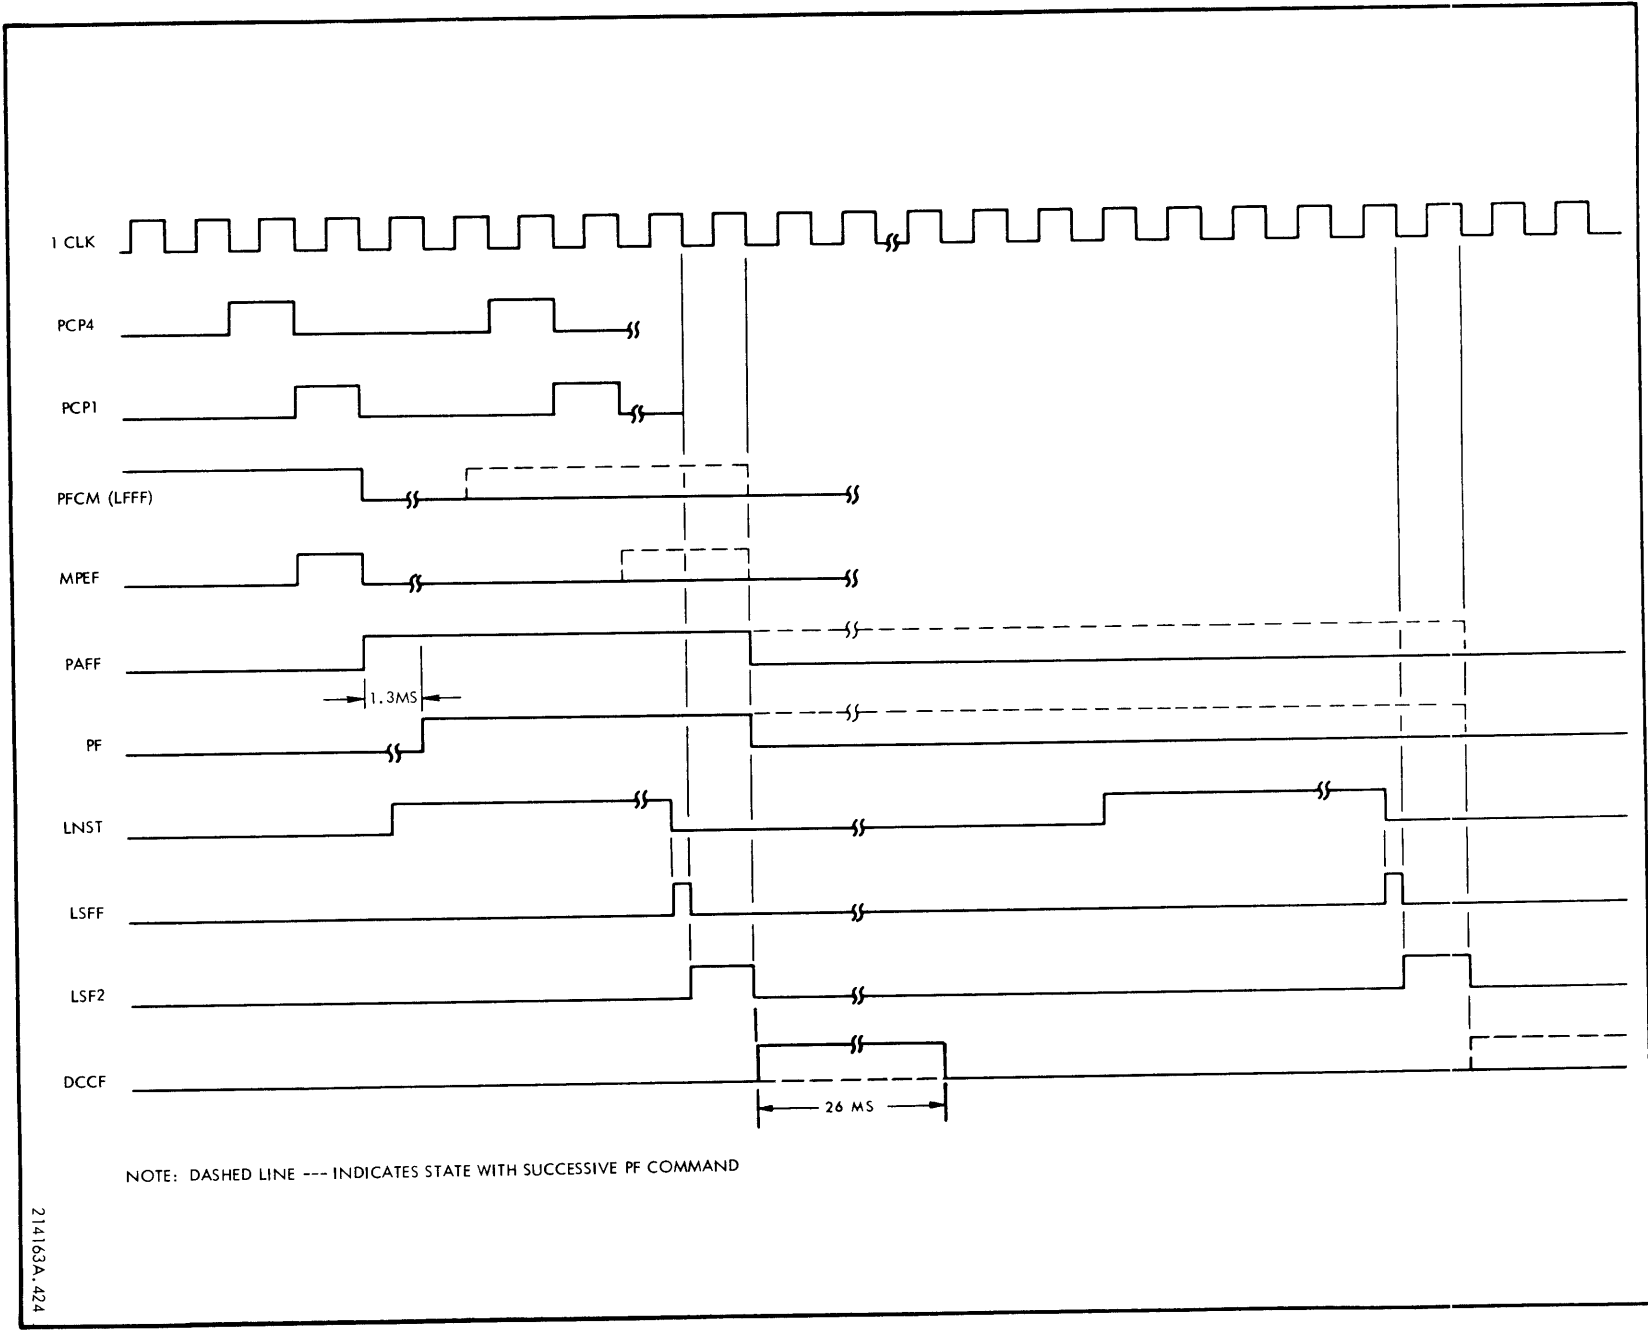 1 CLK
PCP4
PCP1
PFCM (LFFF)
MPEF
PAFF
1.3MS
PF
LNST
LSFF
LSF2
DCCF
26 MS
NOTE: DASHED LINE --- INDICATES STATE WITH SUCCESSIVE PF COMMAND
214163A.424